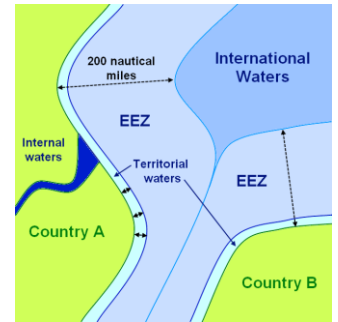 200 nautical
miles
International
Waters
EEZ
Internal
waters
Territorial
waters
EEZ
Country A
Country B